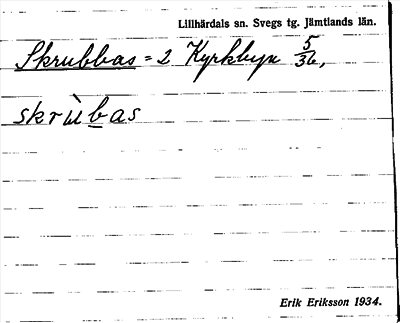 Lillhärdals sn. Svegs tg. Jämtlands län.
Skrubbas = 2 Kyrkbyn 5/36,
skrùbas
Erik Eriksson 1934.